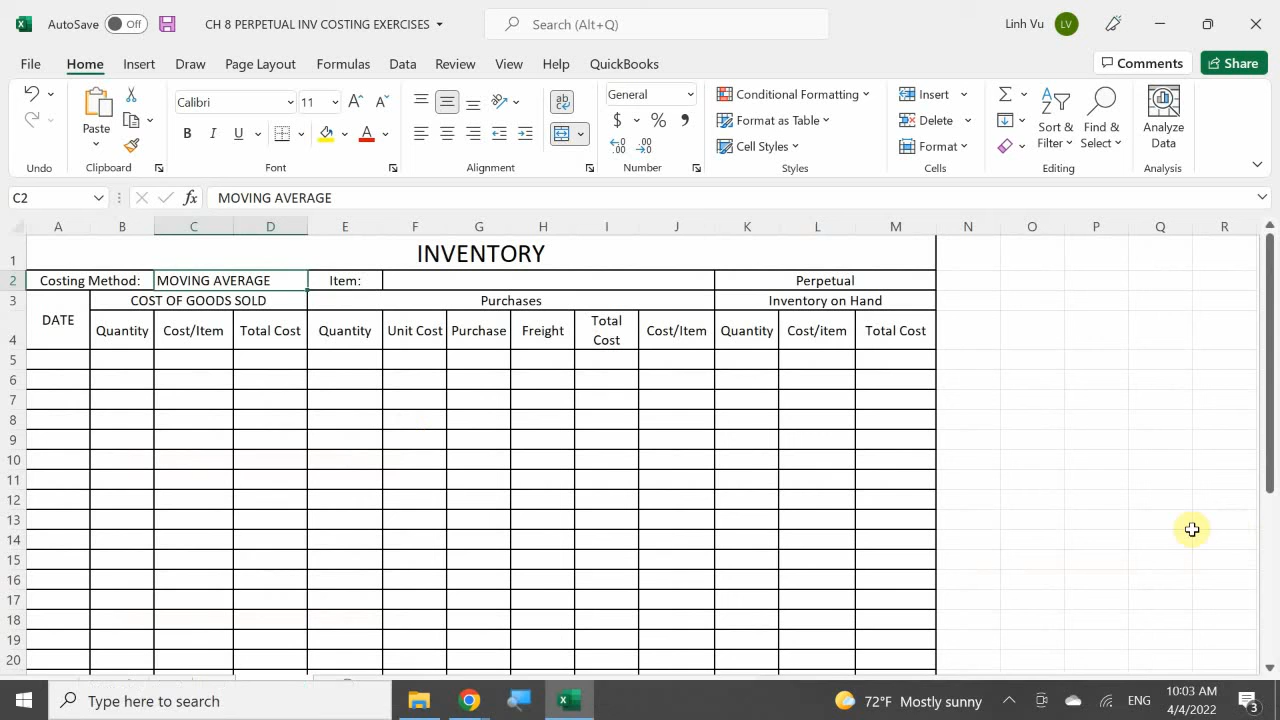 AutoSave Off CH 8 PERPETUAL INV COSTING EXERCISES Search (Alt+Q) Linh Vu LV
File Home Insert Draw Page Layout Formulas Data Review View Help QuickBooks Comments Share
Calibri 11 General Conditional Formatting Insert
Paste $ % Format as Table Delete Sort & Filter Find & Select Analyze Data
B I U A Cell Styles Format
Undo Clipboard Font Alignment Number Styles Cells Editing Analysis
C2 fx MOVING AVERAGE
A B C D E F G H I J K L M N O P Q R
1 INVENTORY
2 Costing Method: MOVING AVERAGE Item: Perpetual
3 DATE COST OF GOODS SOLD Purchases Inventory on Hand
4 Quantity Cost/Item Total Cost Quantity Unit Cost Purchase Freight Total Cost Cost/Item Quantity Cost/item Total Cost
5
6
7
8
9
10
11
12
13
14
15
16
17
18
19
20
Type here to search 72°F Mostly sunny ENG 10:03 AM
4/4/2022 3